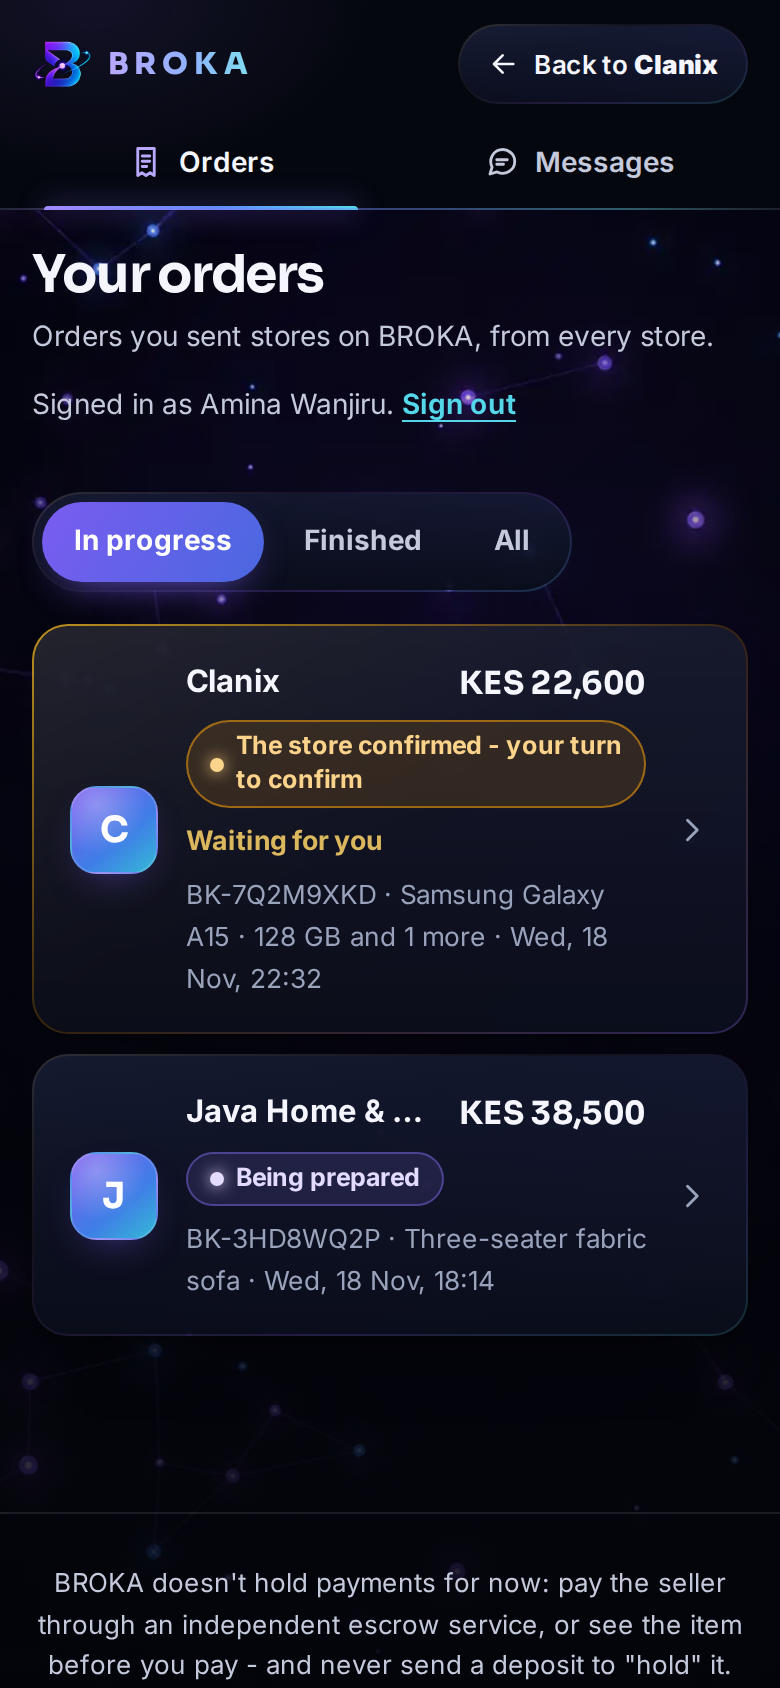 BROKA
← Back to Clanix
Orders
Messages
Your orders
Orders you sent stores on BROKA, from every store.
Signed in as Amina Wanjiru. Sign out
In progress
Finished
All
Clanix
KES 22,600
The store confirmed - your turn
to confirm
C
Waiting for you
BK-7Q2M9XKD · Samsung Galaxy
A15 · 128 GB and 1 more · Wed, 18
Nov, 22:32
Java Home & ...
KES 38,500
J
Being prepared
BK-3HD8WQ2P · Three-seater fabric
sofa · Wed, 18 Nov, 18:14
BROKA doesn't hold payments for now: pay the seller
through an independent escrow service, or see the item
before you pay - and never send a deposit to "hold" it.